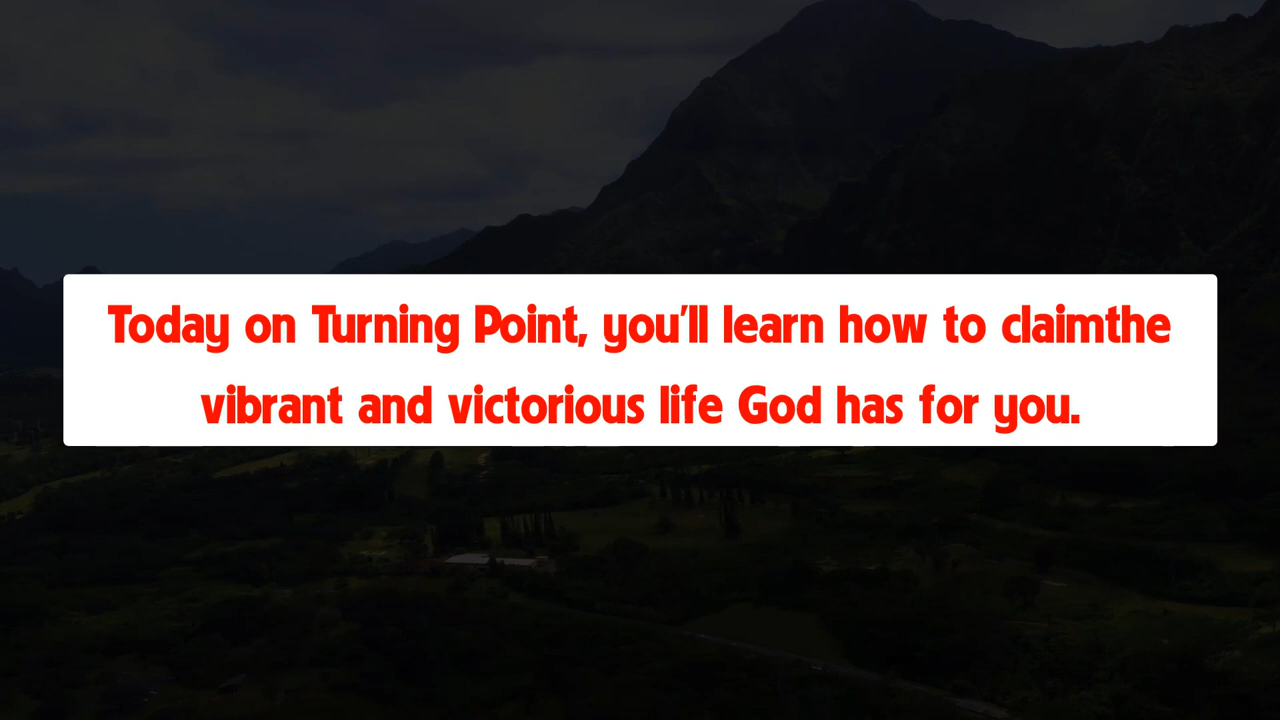 Today on Turning Point, you'll learn how to claimthe
vibrant and victorious life God has for you.